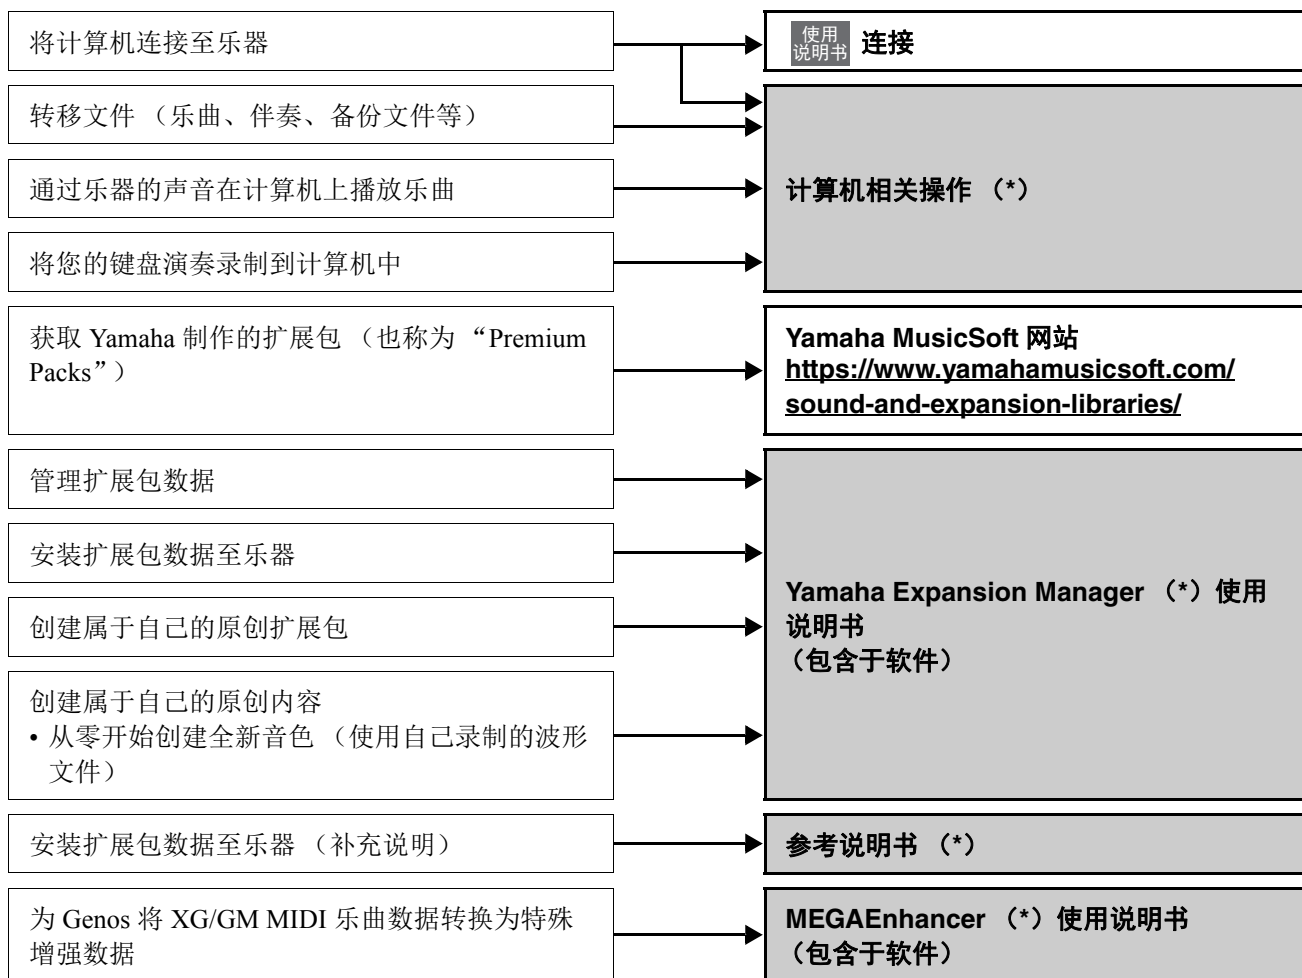 将计算机连接至乐器
使用
说明书 连接
转移文件 （乐曲、伴奏、备份文件等）
通过乐器的声音在计算机上播放乐曲
将您的键盘演奏录制到计算机中
计算机相关操作 （*）
获取 Yamaha 制作的扩展包 （也称为 “Premium
Packs”）
Yamaha MusicSoft 网站
https://www.yamahamusicsoft.com/
sound-and-expansion-libraries/
管理扩展包数据
安装扩展包数据至乐器
创建属于自己的原创扩展包
创建属于自己的原创内容
• 从零开始创建全新音色 （使用自己录制的波形
文件）
Yamaha Expansion Manager （*）使用
说明书
（包含于软件）
安装扩展包数据至乐器 （补充说明）
参考说明书 （*）
为 Genos 将 XG/GM MIDI 乐曲数据转换为特殊
增强数据
MEGAEnhancer （*）使用说明书
（包含于软件）